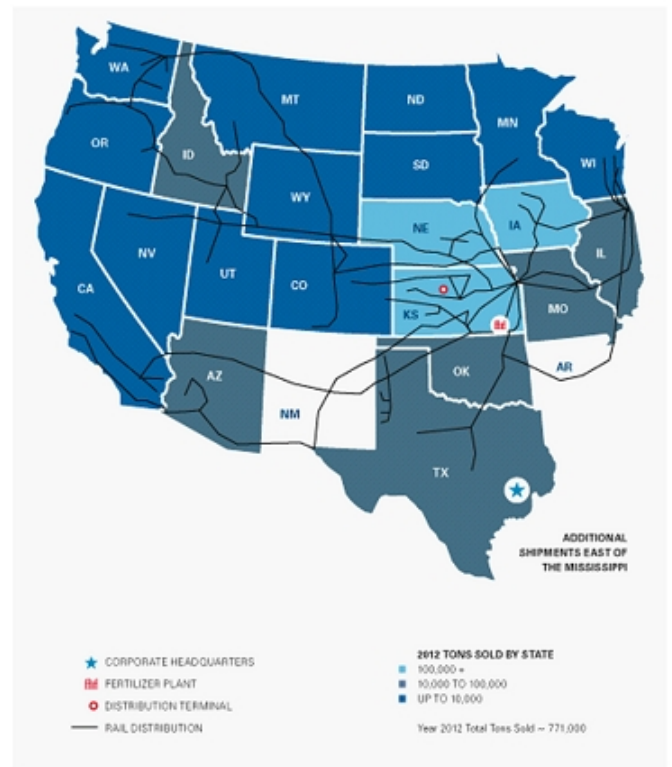 WA
MT
ND
MN
OR
ID
SD
WI
WY
NE
IA
NV
UT
CO
IL
CA
KS
MO
AZ
OK
AR
NM
TX
ADDITIONAL
SHIPMENTS EAST OF
THE MISSISSIPPI
CORPORATE HEADQUARTERS
FERTILIZER PLANT
DISTRIBUTION TERMINAL
RAIL DISTRIBUTION
2012 TONS SOLD BY STATE
100,000 +
10,000 TO 100,000
UP TO 10,000
Year 2012 Total Tons Sold ~ 771,000